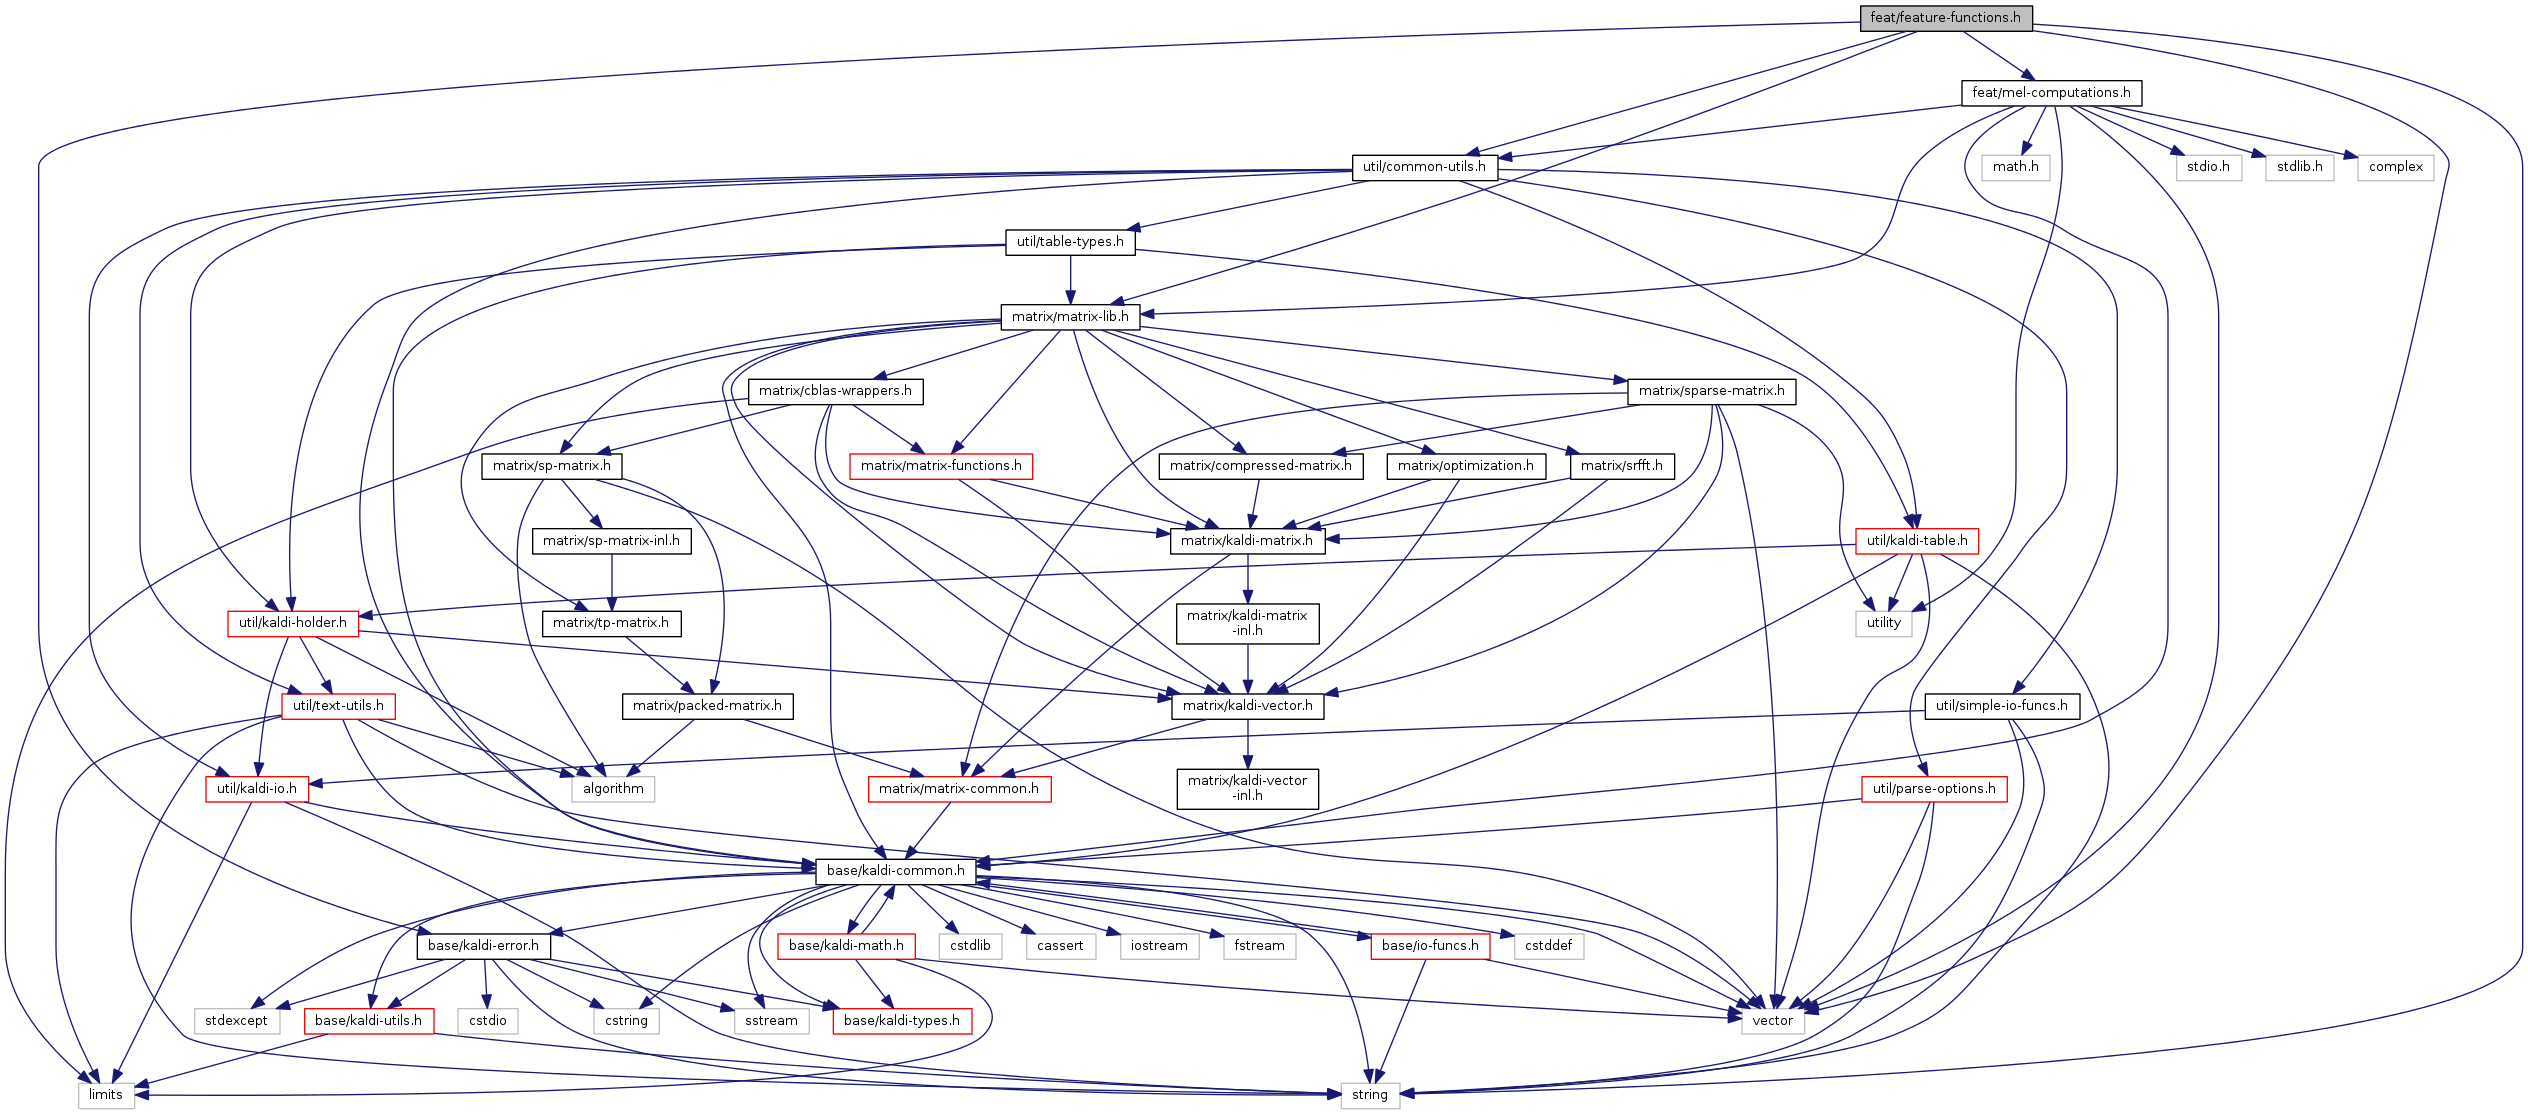 feat/feature-functions.h
feat/mel-computations.h
util/common-utils.h
math.h
stdio.h
stdlib.h
complex
util/table-types.h
matrix/matrix-lib.h
matrix/cblas-wrappers.h
matrix/sparse-matrix.h
matrix/sp-matrix.h
matrix/matrix-functions.h
matrix/compressed-matrix.h
matrix/optimization.h
matrix/srfft.h
matrix/sp-matrix-inl.h
matrix/kaldi-matrix.h
util/kaldi-table.h
util/kaldi-holder.h
matrix/tp-matrix.h
matrix/kaldi-matrix
-inl.h
utility
util/text-utils.h
matrix/packed-matrix.h
matrix/kaldi-vector.h
util/simple-io-funcs.h
util/kaldi-io.h
algorithm
matrix/matrix-common.h
matrix/kaldi-vector
-inl.h
util/parse-options.h
base/kaldi-common.h
base/kaldi-error.h
base/kaldi-math.h
cstdlib
cassert
iostream
fstream
base/io-funcs.h
cstddef
stdexcept
base/kaldi-utils.h
cstdio
cstring
sstream
base/kaldi-types.h
vector
limits
string